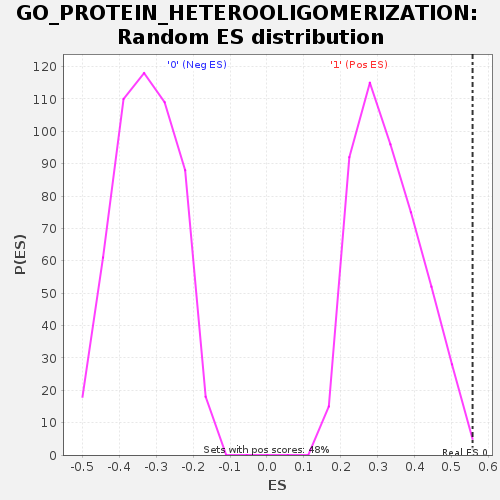 GO_PROTEIN_HETEROOLIGOMERIZATION:
Random ES distribution
'0' (Neg ES)
'1' (Pos ES)
120
110
100
90
80
70
60
50
40
30
20
10
0
P(ES)
Sets with pos scores: 48%
Real ES 0
-0.5 -0.4 -0.3 -0.2 -0.1 0.0 0.1 0.2 0.3 0.4 0.5 0.6
ES